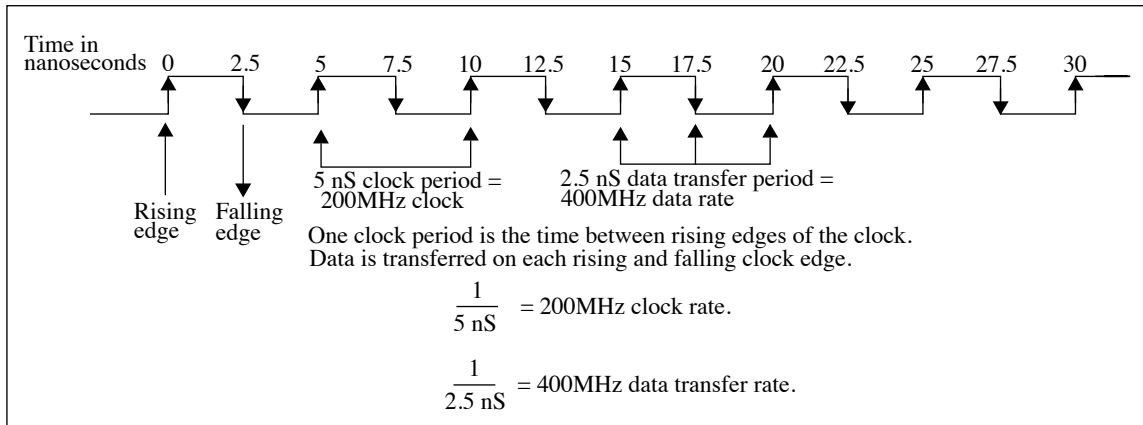 Time in
nanoseconds 0 2.5 5 7.5 10 12.5 15 17.5 20 22.5 25 27.5 30
5 nS clock period =
200MHz clock
2.5 nS data transfer period =
400MHz data rate
Rising
edge
Falling
edge
One clock period is the time between rising edges of the clock.
Data is transferred on each rising and falling clock edge.
1
5 nS
= 200MHz clock rate.
1
2.5 nS
= 400MHz data transfer rate.